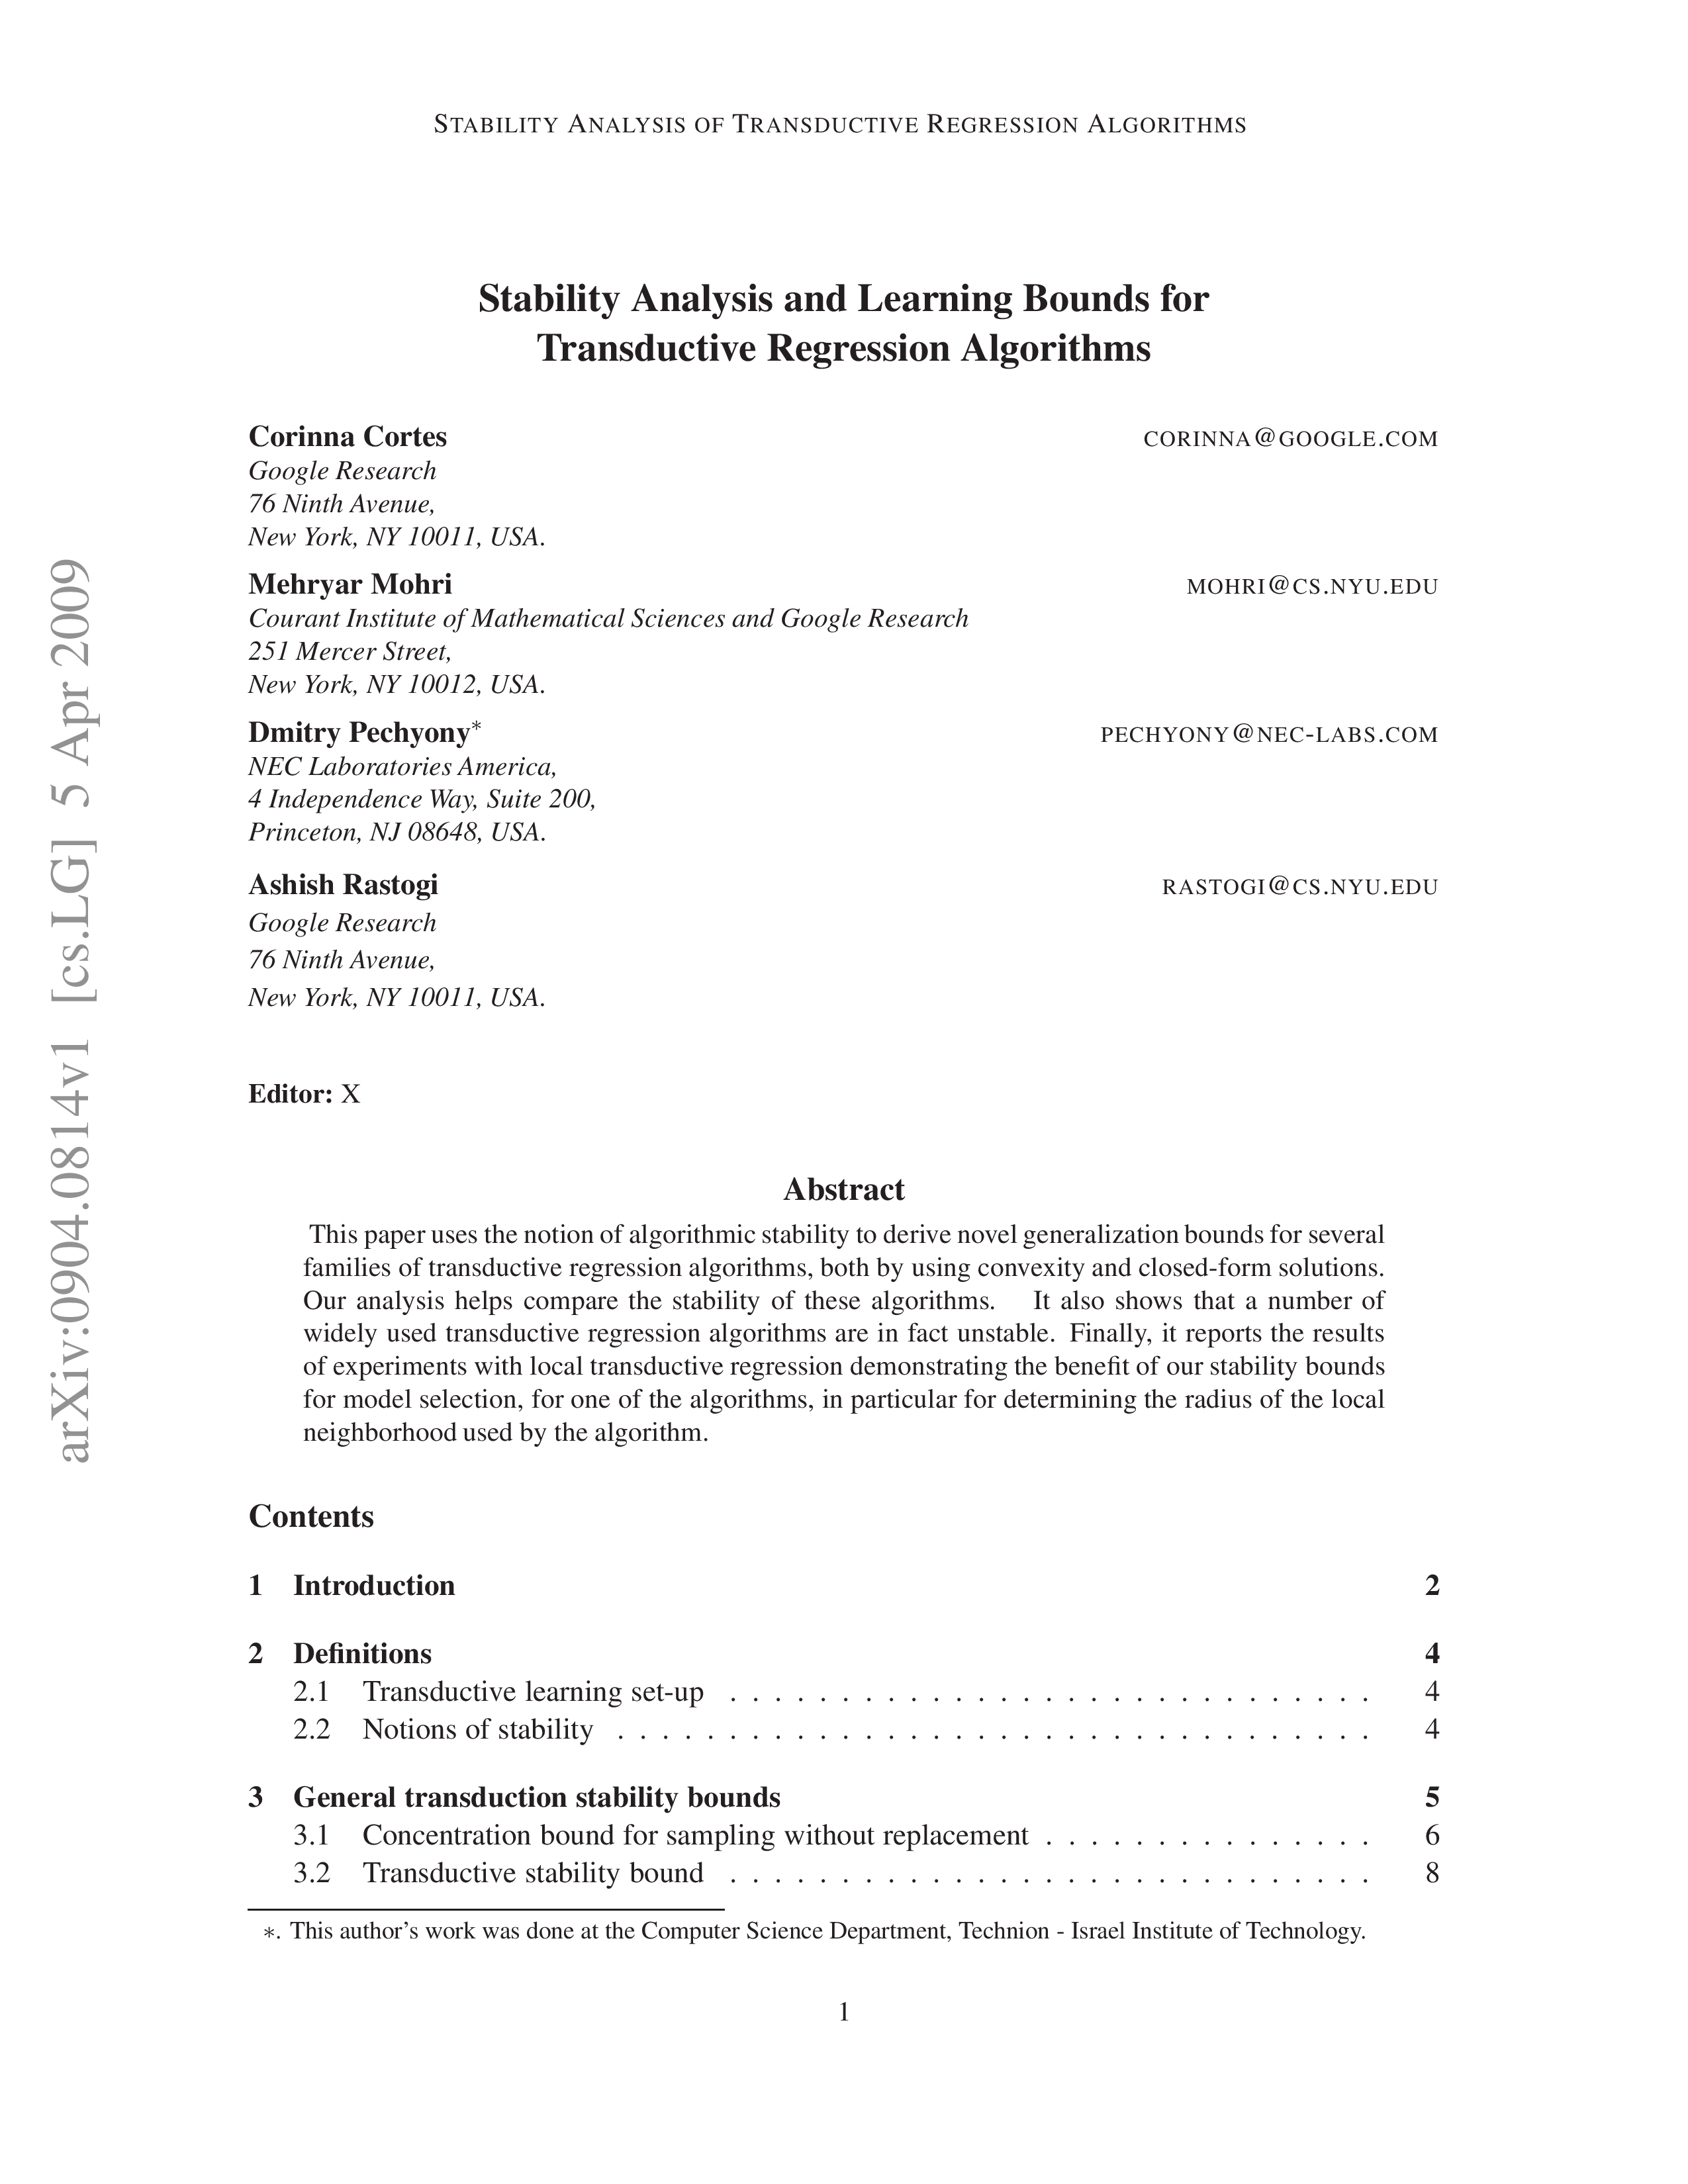 STABILITY ANALYSIS OF TRANSDUCTIVE REGRESSION ALGORITHMS
Stability Analysis and Learning Bounds for
Transductive Regression Algorithms
Corinna Cortes CORINNA@GOOGLE.COM
Google Research
76 Ninth Avenue,
New York, NY 10011, USA.
Mehryar Mohri MOHRI@CS.NYU.EDU
Courant Institute of Mathematical Sciences and Google Research
251 Mercer Street,
New York, NY 10012, USA.
Dmitry Pechyony* PECHYONY@NEC-LABS.COM
NEC Laboratories America,
4 Independence Way, Suite 200,
Princeton, NJ 08648, USA.
Ashish Rastogi RASTOGI@CS.NYU.EDU
Google Research
76 Ninth Avenue,
New York, NY 10011, USA.
Editor: X
Abstract
This paper uses the notion of algorithmic stability to derive novel generalization bounds for several
families of transductive regression algorithms, both by using convexity and closed-form solutions.
Our analysis helps compare the stability of these algorithms. It also shows that a number of
widely used transductive regression algorithms are in fact unstable. Finally, it reports the results
of experiments with local transductive regression demonstrating the benefit of our stability bounds
for model selection, for one of the algorithms, in particular for determining the radius of the local
neighborhood used by the algorithm.
Contents
1 Introduction 2
2 Definitions 4
2.1 Transductive learning set-up . . . . . . . . . . . . . . . . . . . . . . . . . . . . . 4
2.2 Notions of stability . . . . . . . . . . . . . . . . . . . . . . . . . . . . . . . . . . 4
3 General transduction stability bounds 5
3.1 Concentration bound for sampling without replacement . . . . . . . . . . . . . . . 6
3.2 Transductive stability bound . . . . . . . . . . . . . . . . . . . . . . . . . . . . . 8
*. This author's work was done at the Computer Science Department, Technion - Israel Institute of Technology.
1
arXiv:0904.0814v1 [cs.LG] 5 Apr 2009